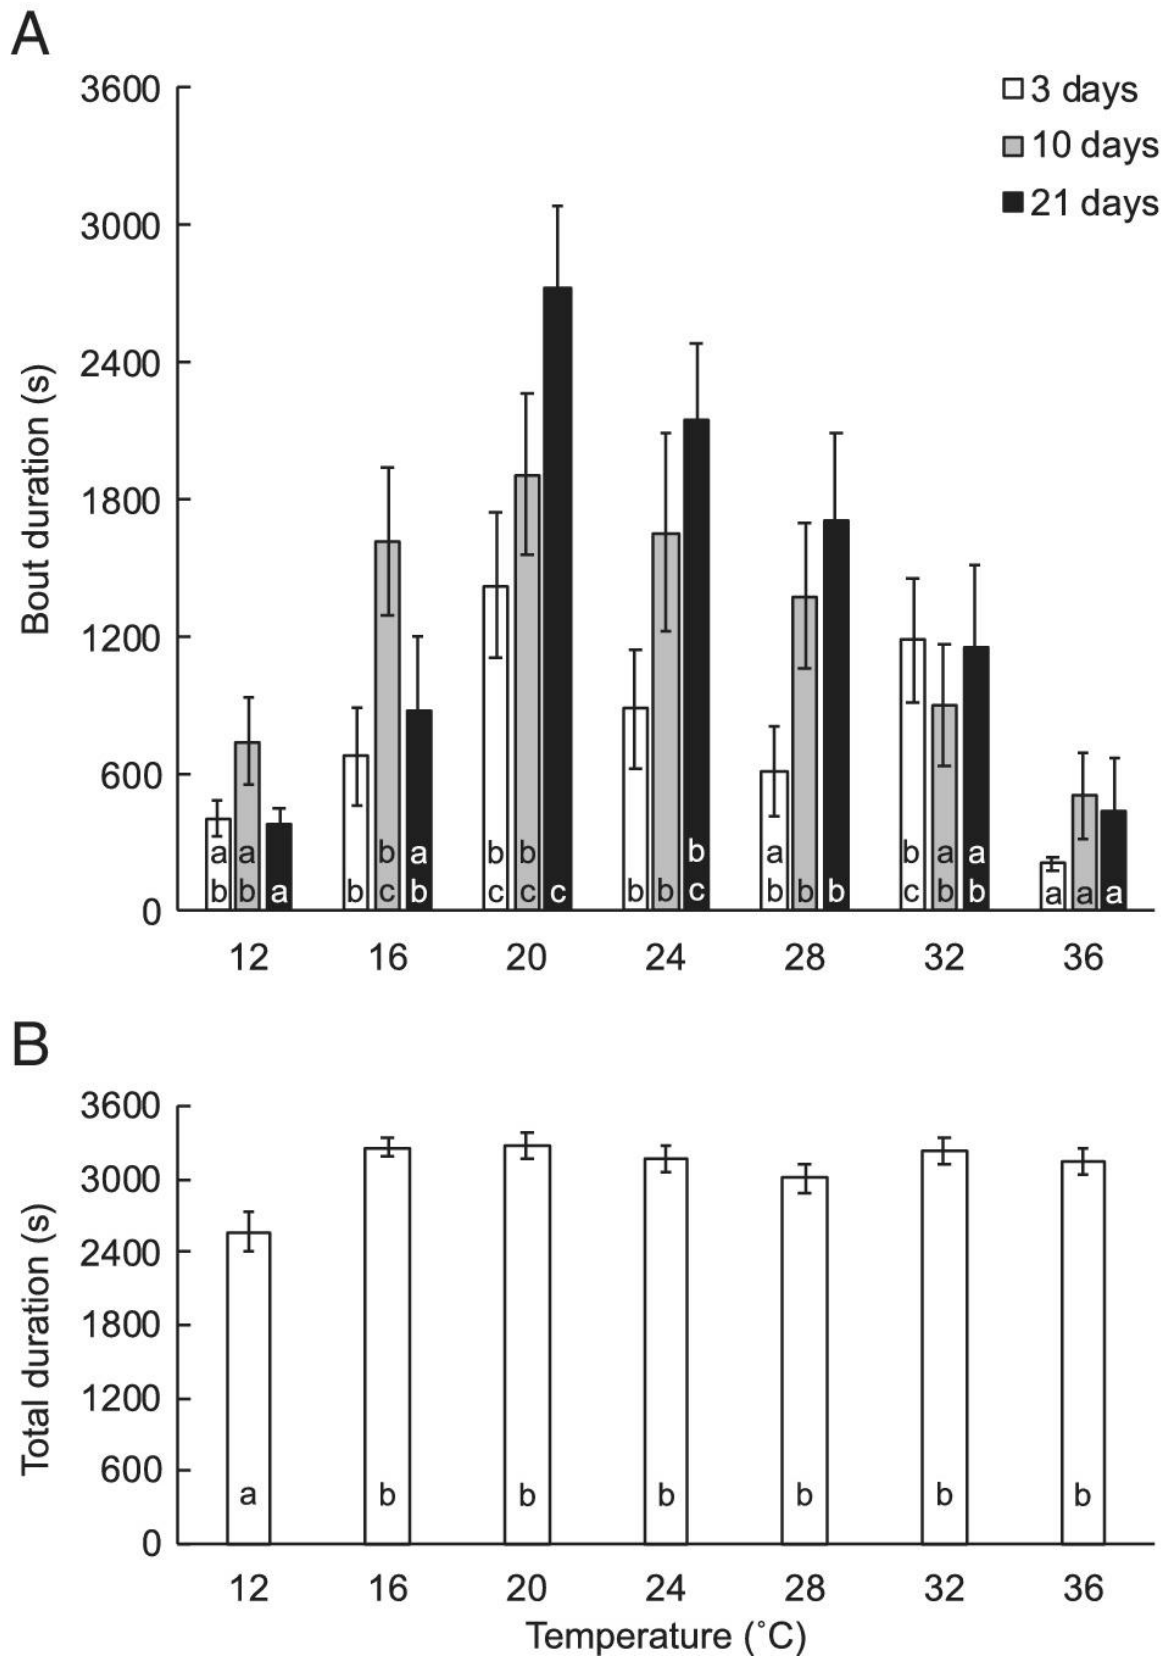 A
3600
3000
2400
1800
1200
600
0
Bout duration (s)
3 days
10 days
21 days
a a
b b a
b a
b c b
b b
c c c
b
b b c
a
b b b
b a a
c b b
a a a
12 16 20 24 28 32 36
B
3600
3000
2400
1800
1200
600
0
Total duration (s)
a b b b b b b
12 16 20 24 28 32 36
Temperature (˚C)